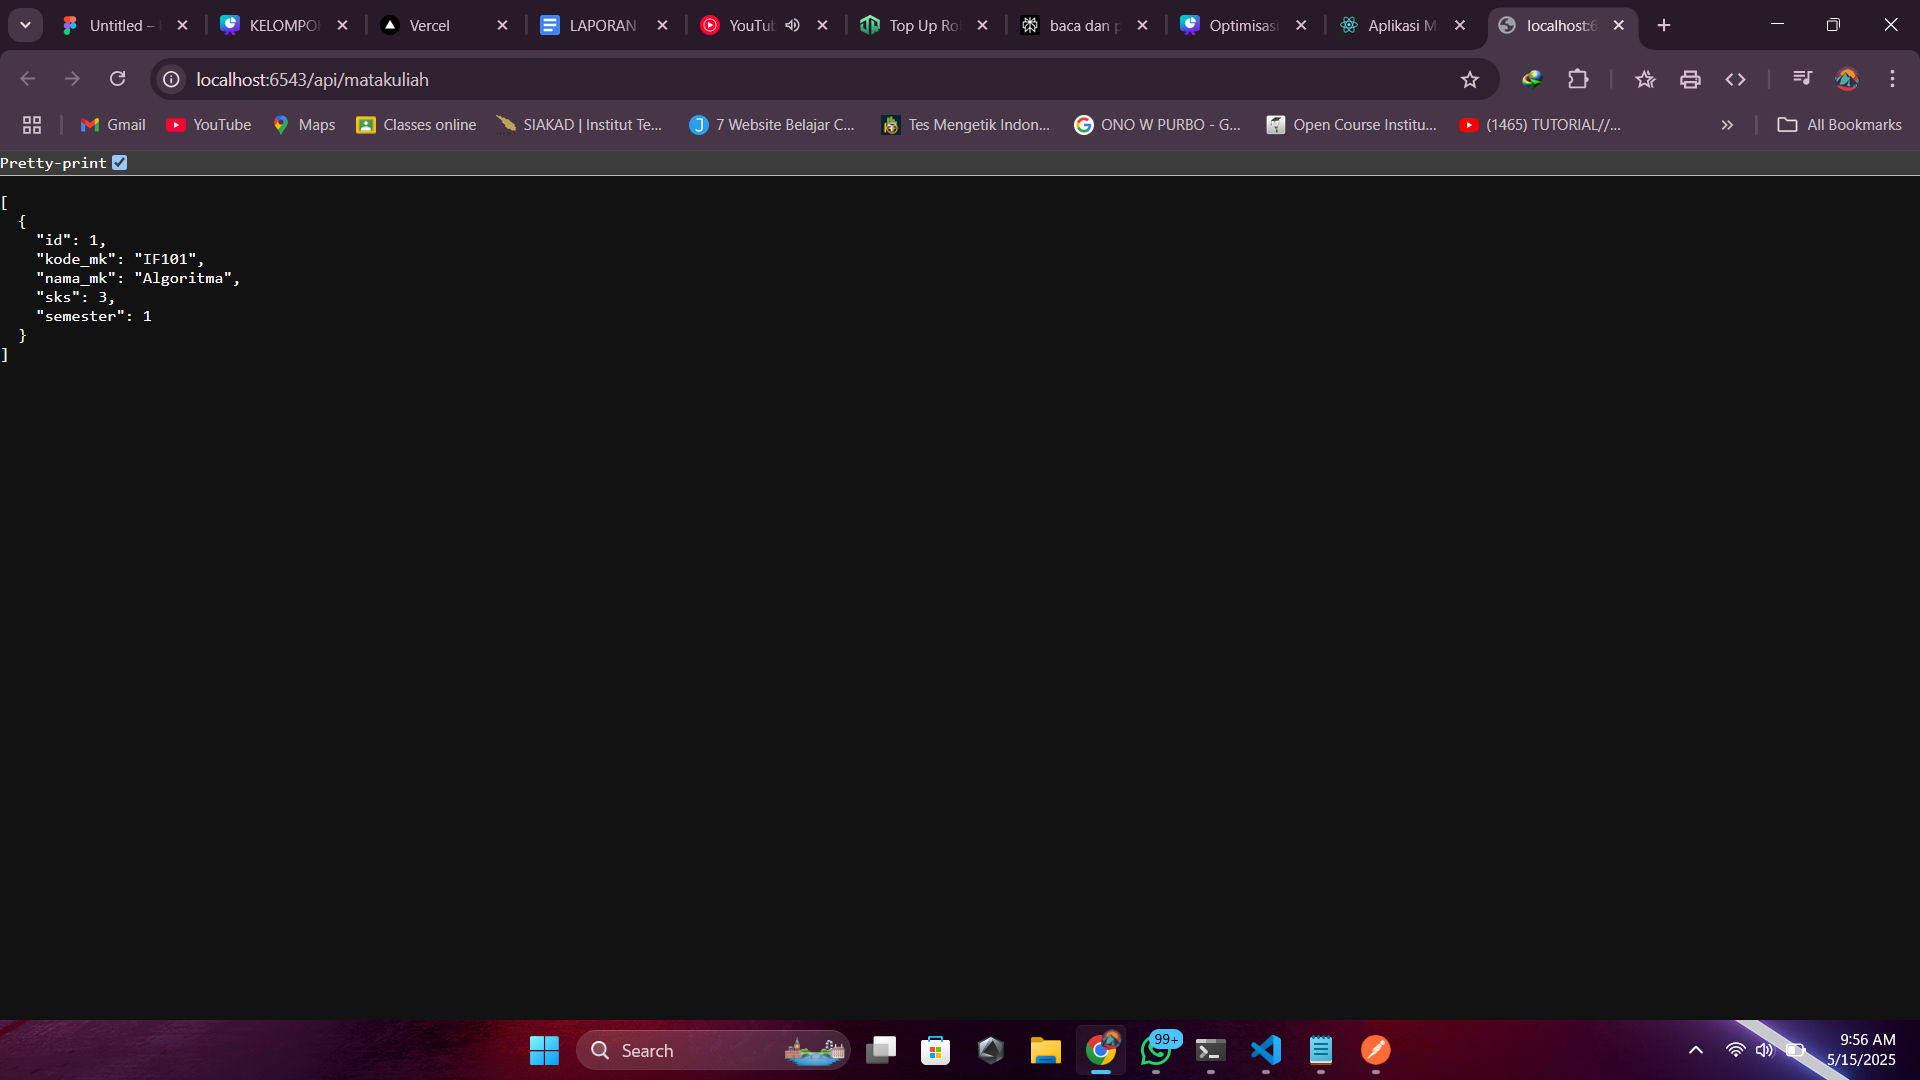 Untitled –
KELOMPO
Vercel
LAPORAN
YouTub
Top Up Ro
baca dan p
Optimisasi
Aplikasi M
localhost:6
localhost:6543/api/matakuliah
Gmail
YouTube
Maps
Classes online
SIAKAD | Institut Te...
7 Website Belajar C...
Tes Mengetik Indon...
ONO W PURBO - G...
Open Course Institu...
(1465) TUTORIAL//...
All Bookmarks
Pretty-print
[
  {
    "id": 1,
    "kode_mk": "IF101",
    "nama_mk": "Algoritma",
    "sks": 3,
    "semester": 1
  }
]
Search
99+
9:56 AM
5/15/2025